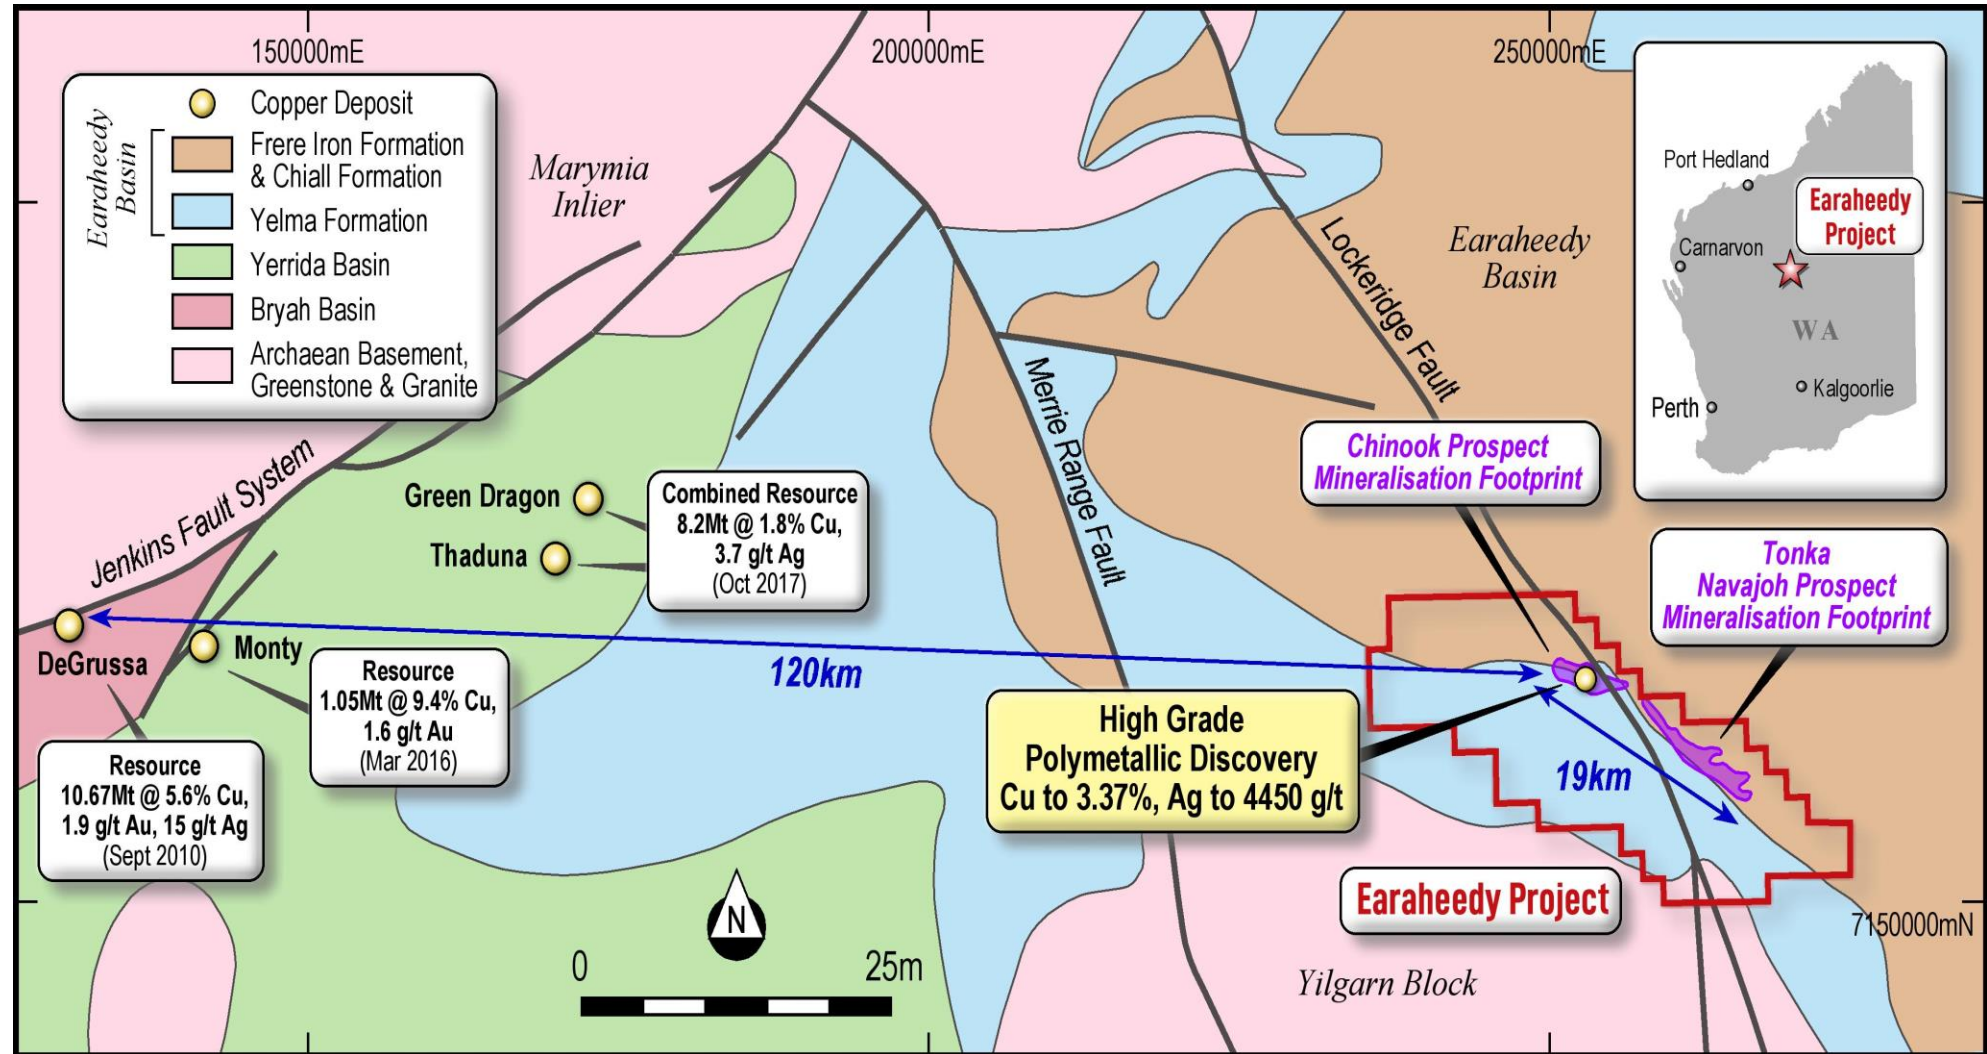 150000mE
200000mE
250000mE
Earaheedy
Basin
Copper Deposit
Frere Iron Formation
& Chiall Formation
Yelma Formation
Yerrida Basin
Bryah Basin
Archaean Basement,
Greenstone & Granite
Marymia
Inlier
Earaheedy
Basin
Lockeridge Fault
Merrie Range Fault
Jenkins Fault System
Port Hedland
Earaheedy
Project
Carnarvon
WA
Kalgoorlie
Perth
Chinook Prospect
Mineralisation Footprint
Tonka
Navajoh Prospect
Mineralisation Footprint
Green Dragon
Thaduna
Combined Resource
8.2Mt @ 1.8% Cu,
3.7 g/t Ag
(Oct 2017)
DeGrussa
Monty
Resource
1.05Mt @ 9.4% Cu,
1.6 g/t Au
(Mar 2016)
Resource
10.67Mt @ 5.6% Cu,
1.9 g/t Au, 15 g/t Ag
(Sept 2010)
120km
High Grade
Polymetallic Discovery
Cu to 3.37%, Ag to 4450 g/t
19km
Earaheedy Project
7150000mN
Yilgarn Block
N
0 25m